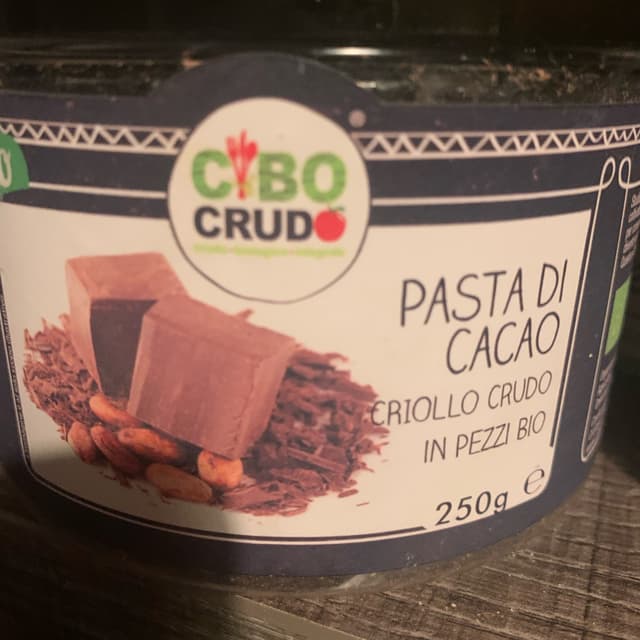 CIBO
CRUDO
PASTA DI
CACAO
CRIOLLO CRUDO
IN PEZZI BIO
250g ℮